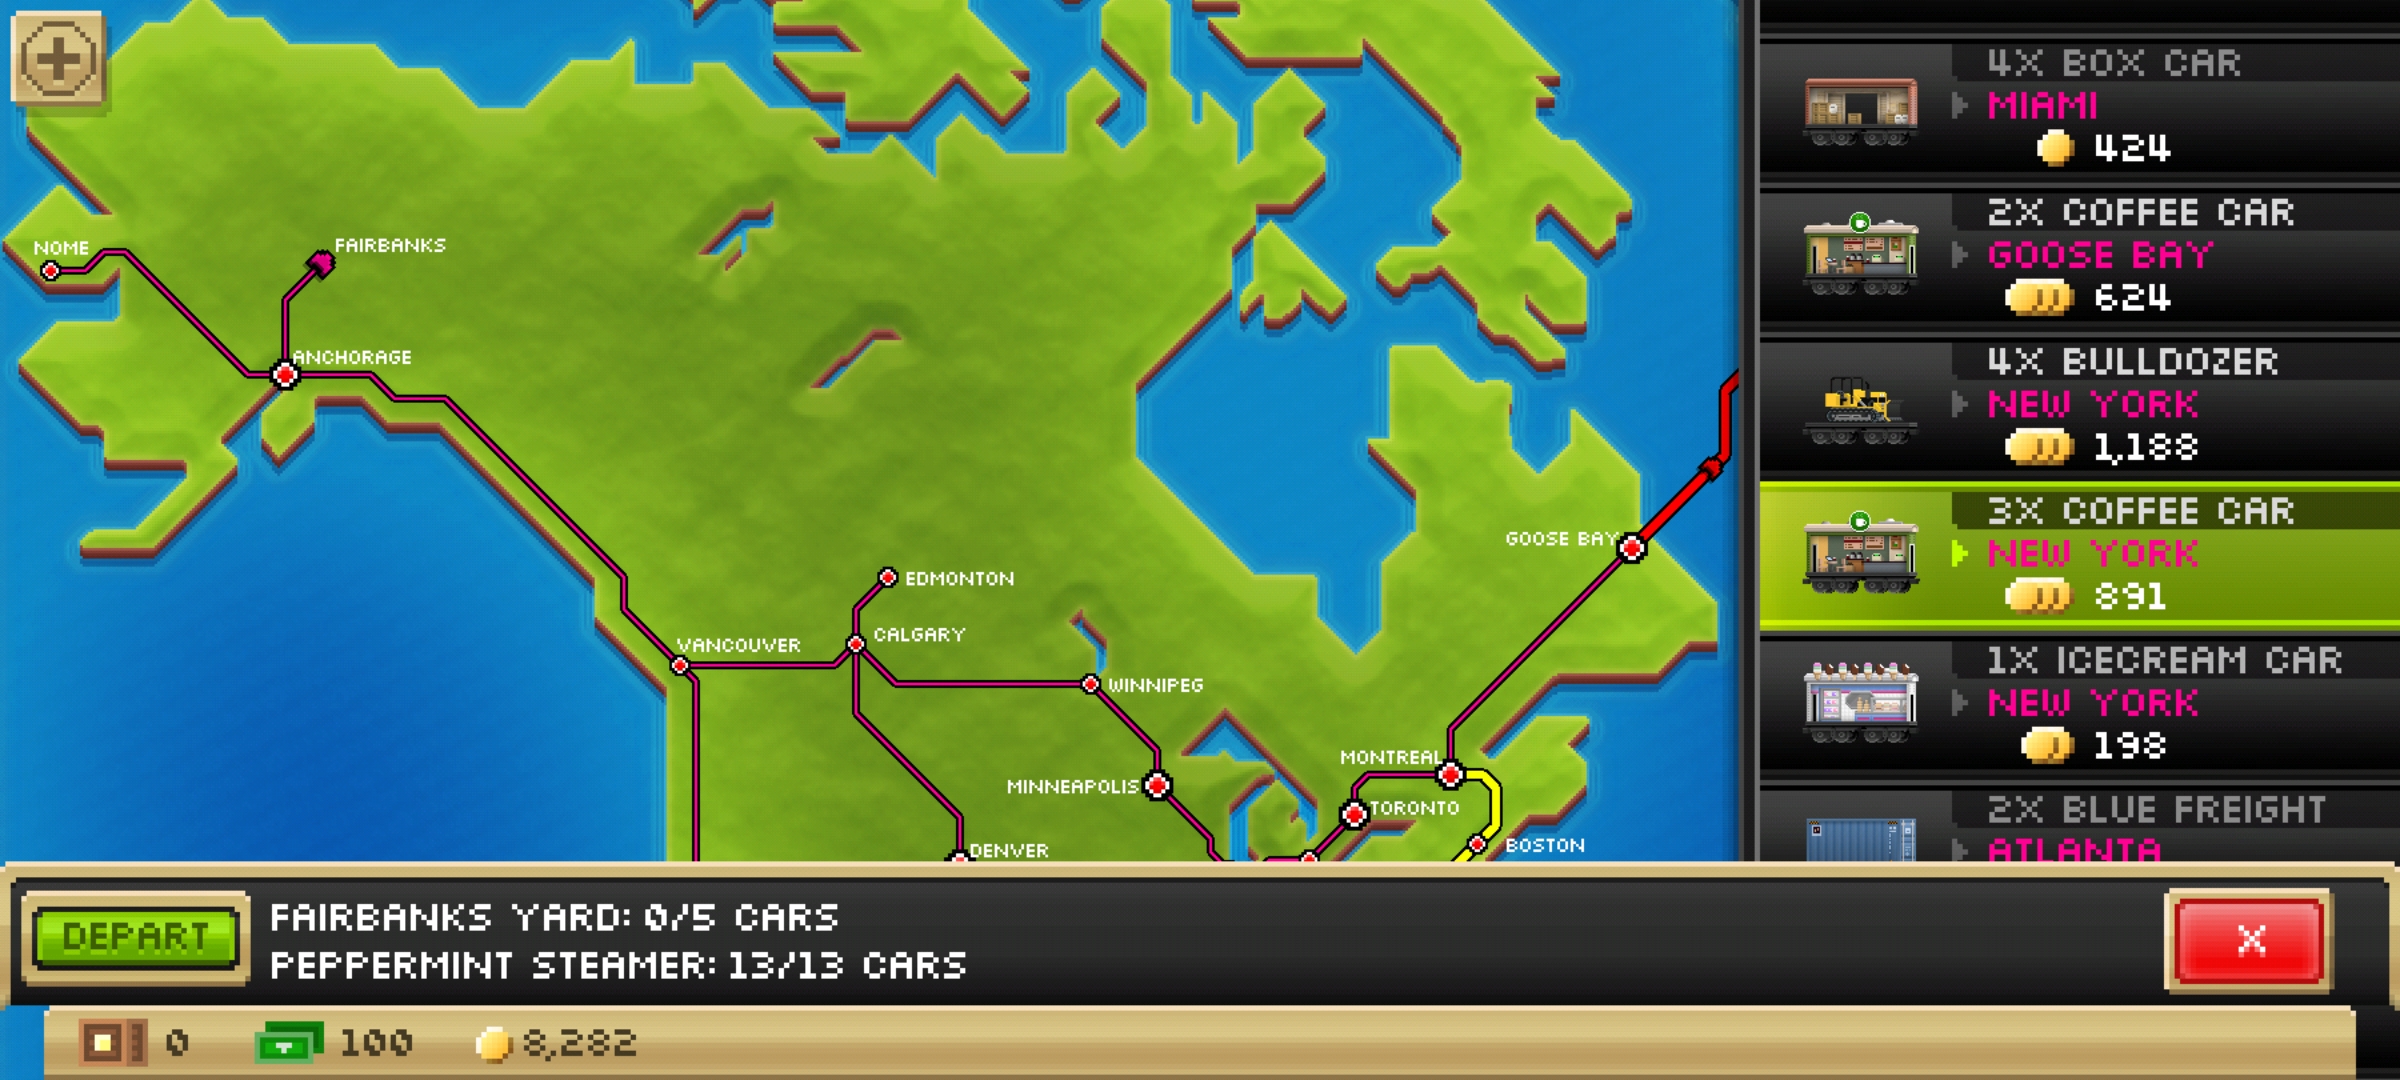 NOME
FAIRBANKS
ANCHORAGE
EDMONTON
VANCOUVER
CALGARY
WINNIPEG
GOOSE BAY
MINNEAPOLIS
MONTREAL
TORONTO
DENVER
BOSTON
4X BOX CAR
MIAMI
424
2X COFFEE CAR
GOOSE BAY
624
4X BULLDOZER
NEW YORK
1,188
3X COFFEE CAR
NEW YORK
891
1X ICECREAM CAR
NEW YORK
198
2X BLUE FREIGHT
ATLANTA
DEPART
FAIRBANKS YARD: 0/5 CARS
PEPPERMINT STEAMER: 13/13 CARS
X
0
100
8,282